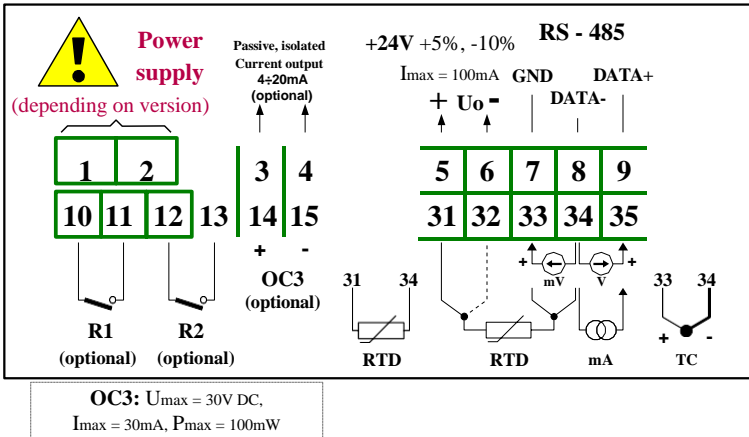 Power supply
(depending on version)
Passive, isolated
Current output
4÷20mA
(optional)
+24V +5%, -10%
Imax = 100mA
+ Uo -
RS - 485
GND
DATA-
DATA+
1 2 3 4 5 6 7 8 9
10 11 12 13 14 15 31 32 33 34 35
+ -
OC3
(optional)
R1
(optional)
R2
(optional)
31 34
RTD
RTD
+ mV
V +
mA
33 34
+ -
TC
OC3: Umax = 30V DC,
Imax = 30mA, Pmax = 100mW